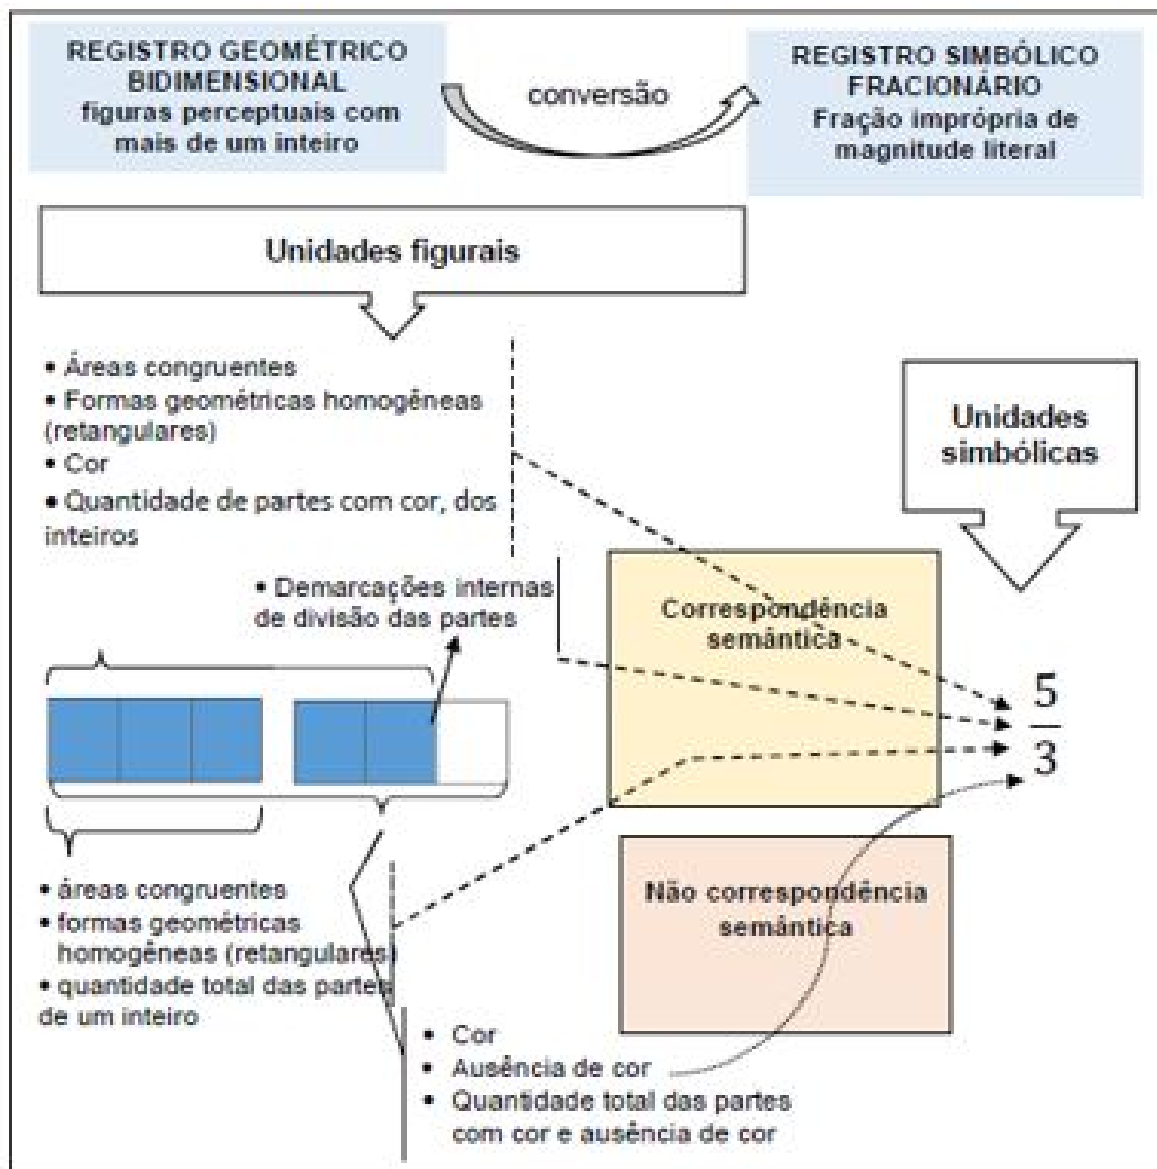 REGISTRO GEOMÉTRICO
BIDIMENSIONAL
figuras perceptuais com
mais de um inteiro
conversão
REGISTRO SIMBÓLICO
FRACIONÁRIO
Fração imprópria de
magnitude literal
Unidades figurais
• Áreas congruentes
• Formas geométricas homogêneas
(retangulares)
• Cor
• Quantidade de partes com cor, dos
inteiros
Unidades
simbólicas
• Demarcações internas
de divisão das partes
Correspondência
semântica
5
3
Não correspondência
semântica
• áreas congruentes
• formas geométricas
homogêneas (retangulares)
• quantidade total das partes
de um inteiro
• Cor
• Ausência de cor
• Quantidade total das partes
com cor e ausência de cor